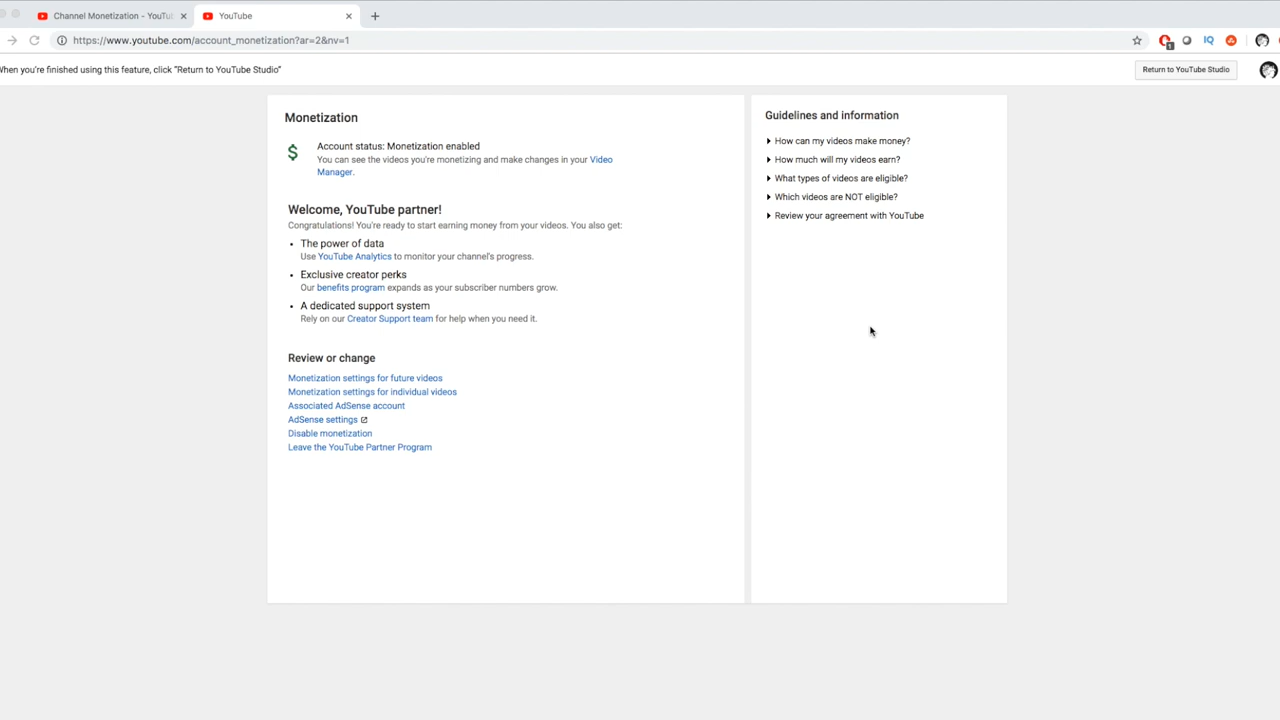 Channel Monetization - YouTu
YouTube
https://www.youtube.com/account_monetization?ar=2&nv=1
1
IQ
When you're finished using this feature, click "Return to YouTube Studio"
Return to YouTube Studio
Monetization
$
Account status: Monetization enabled
You can see the videos you're monetizing and make changes in your Video
Manager.
Welcome, YouTube partner!
Congratulations! You're ready to start earning money from your videos. You also get:
• The power of data
Use YouTube Analytics to monitor your channel's progress.
• Exclusive creator perks
Our benefits program expands as your subscriber numbers grow.
• A dedicated support system
Rely on our Creator Support team for help when you need it.
Review or change
Monetization settings for future videos
Monetization settings for individual videos
Associated AdSense account
AdSense settings
Disable monetization
Leave the YouTube Partner Program
Guidelines and information
How can my videos make money?
How much will my videos earn?
What types of videos are eligible?
Which videos are NOT eligible?
Review your agreement with YouTube